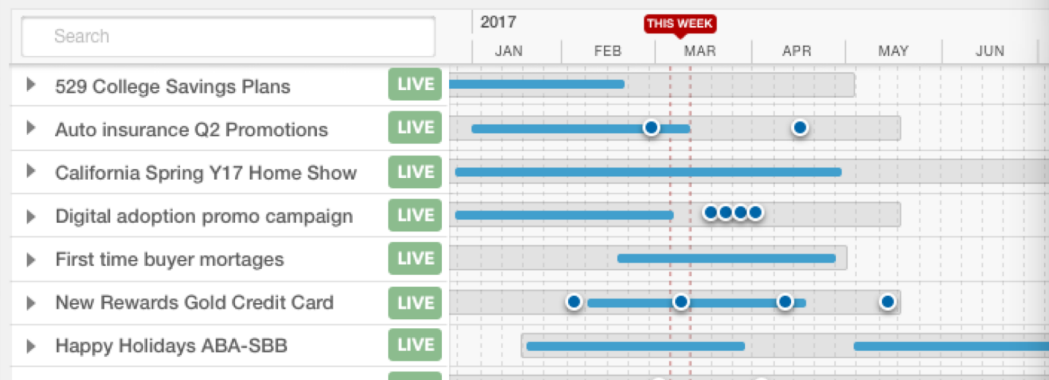 2017
THIS WEEK
Search
JAN FEB MAR APR MAY JUN
529 College Savings Plans LIVE
Auto insurance Q2 Promotions LIVE
California Spring Y17 Home Show LIVE
Digital adoption promo campaign LIVE
First time buyer mortages LIVE
New Rewards Gold Credit Card LIVE
Happy Holidays ABA-SBB LIVE